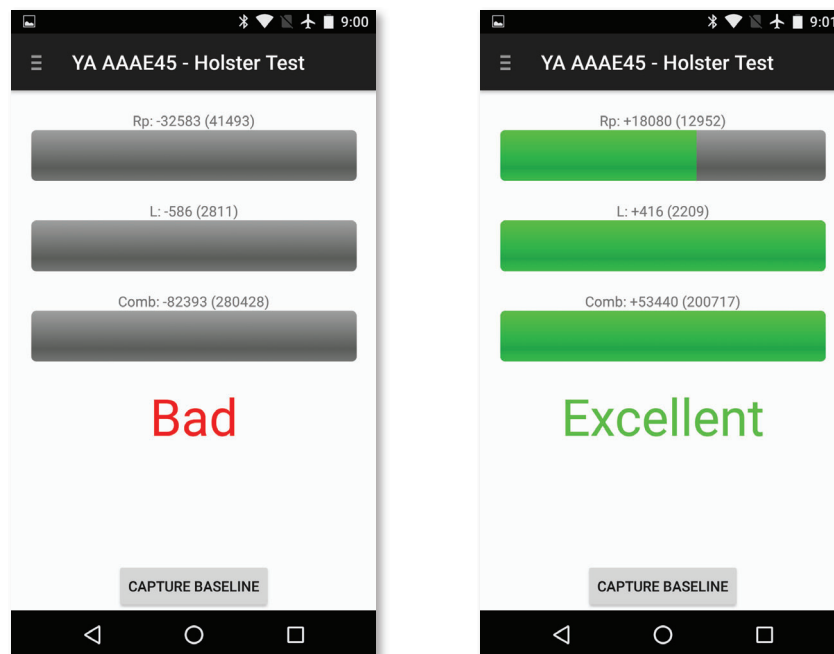 9:00
YA AAAE45 - Holster Test
Rp: -32583 (41493)
L: -586 (2811)
Comb: -82393 (280428)
Bad
CAPTURE BASELINE
9:01
YA AAAE45 - Holster Test
Rp: +18080 (12952)
L: +416 (2209)
Comb: +53440 (200717)
Excellent
CAPTURE BASELINE